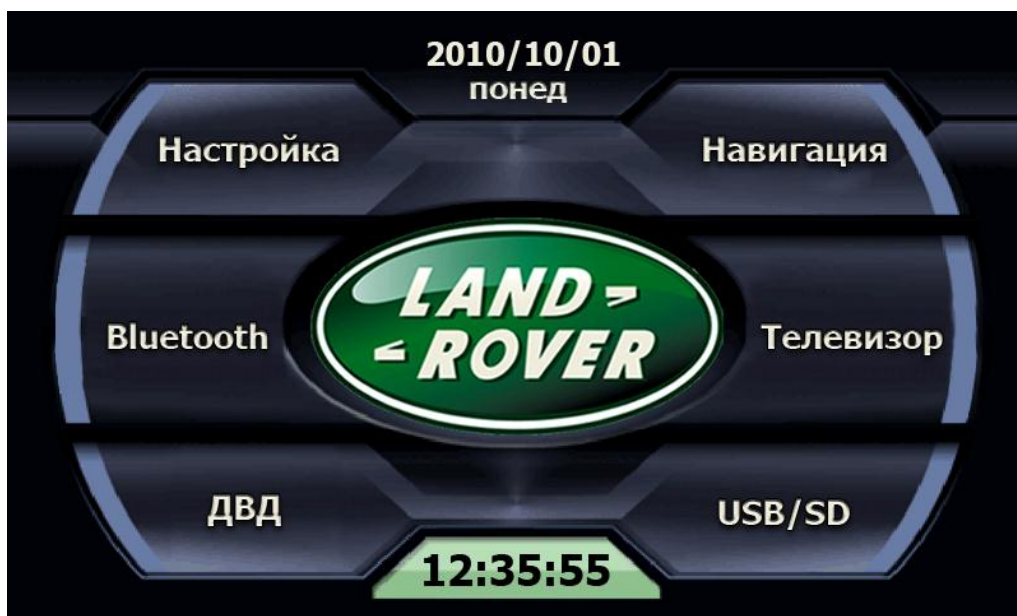 2010/10/01
понед
Настройка
Навигация
LAND
ROVER
Bluetooth
Телевизор
ДВД
USB/SD
12:35:55